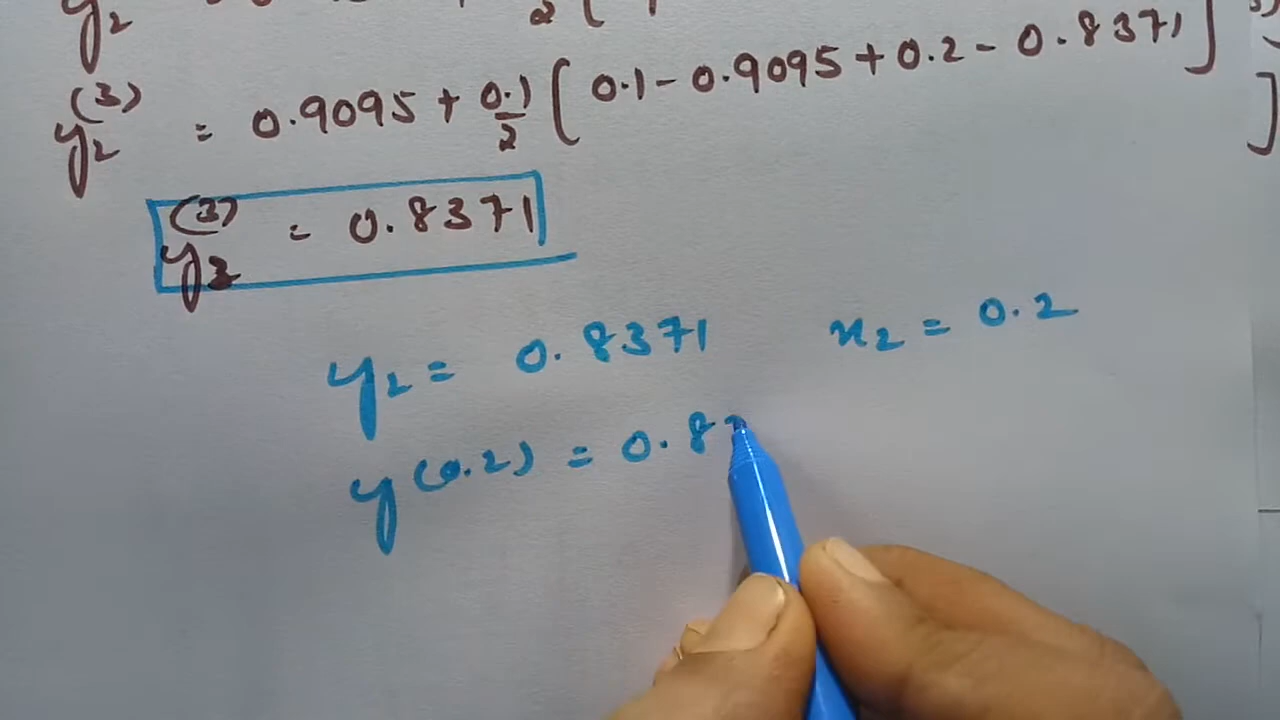 y₂
y₂⁽³⁾ = 0.9095 + 0.1/2 [ 0.1 - 0.9095 + 0.2 - 0.8371 ]
y₂⁽³⁾ = 0.8371
y₂ = 0.8371 x₂ = 0.2
y(0.2) = 0.8